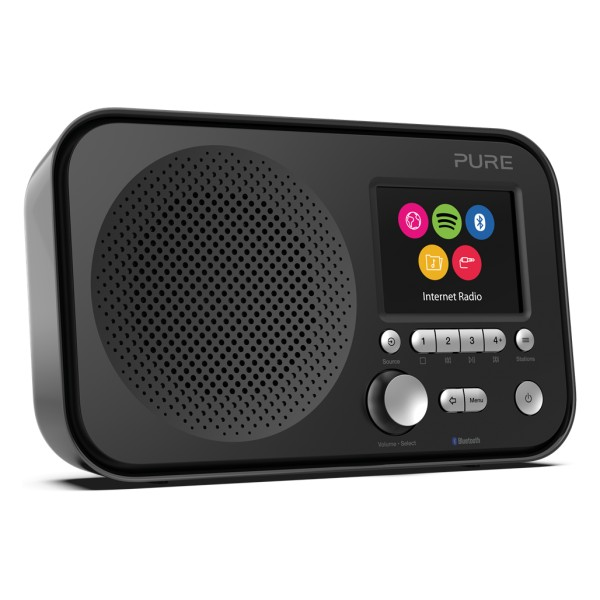 PURE
Internet Radio
1 2 3 4+
Source
Stations
Menu
Volume - Select
Bluetooth